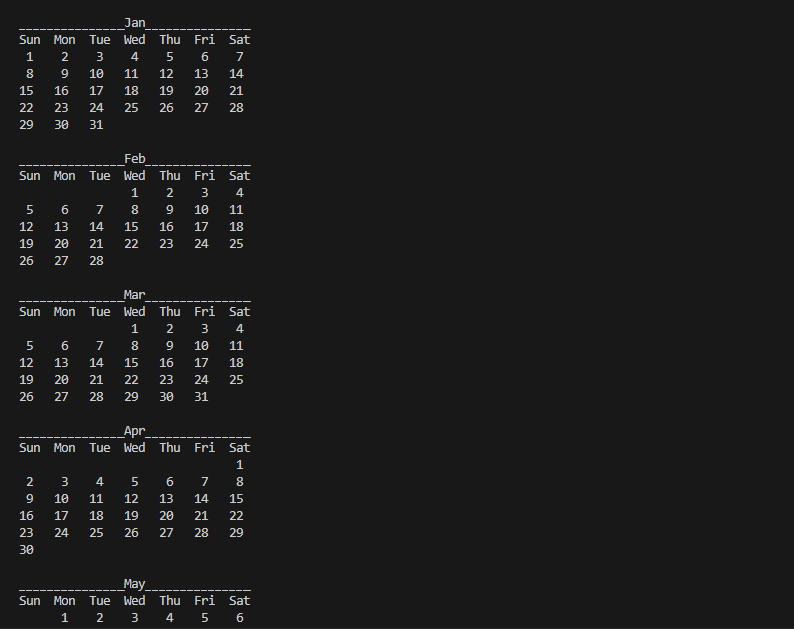 _______________Jan_______________
Sun  Mon  Tue  Wed  Thu  Fri  Sat
 1    2    3    4    5    6    7
 8    9   10   11   12   13   14
15   16   17   18   19   20   21
22   23   24   25   26   27   28
29   30   31
_______________Feb_______________
Sun  Mon  Tue  Wed  Thu  Fri  Sat
                1    2    3    4
 5    6    7    8    9   10   11
12   13   14   15   16   17   18
19   20   21   22   23   24   25
26   27   28
_______________Mar_______________
Sun  Mon  Tue  Wed  Thu  Fri  Sat
                1    2    3    4
 5    6    7    8    9   10   11
12   13   14   15   16   17   18
19   20   21   22   23   24   25
26   27   28   29   30   31
_______________Apr_______________
Sun  Mon  Tue  Wed  Thu  Fri  Sat
                               1
 2    3    4    5    6    7    8
 9   10   11   12   13   14   15
16   17   18   19   20   21   22
23   24   25   26   27   28   29
30
_______________May_______________
Sun  Mon  Tue  Wed  Thu  Fri  Sat
      1    2    3    4    5    6